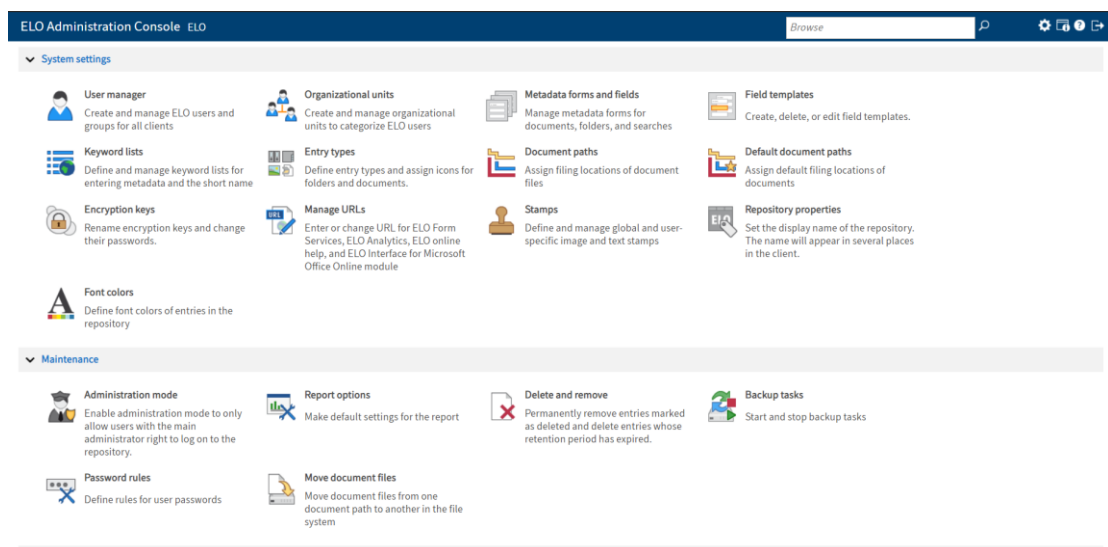 ELO Administration Console ELO
Browse
System settings
User manager
Create and manage ELO users and
groups for all clients
Organizational units
Create and manage organizational
units to categorize ELO users
Metadata forms and fields
Manage metadata forms for
documents, folders, and searches
Field templates
Create, delete, or edit field templates.
Keyword lists
Define and manage keyword lists for
entering metadata and the short name
Entry types
Define entry types and assign icons for
folders and documents.
Document paths
Assign filing locations of document
files
Default document paths
Assign default filing locations of
documents
Encryption keys
Rename encryption keys and change
their passwords.
URL
Manage URLs
Enter or change URL for ELO Form
Services, ELO Analytics, ELO online
help, and ELO Interface for Microsoft
Office Online module
Stamps
Define and manage global and user-
specific image and text stamps
ELO
Repository properties
Set the display name of the repository.
The name will appear in several places
in the client.
A
Font colors
Define font colors of entries in the
repository
Maintenance
Administration mode
Enable administration mode to only
allow users with the main
administrator right to log on to the
repository.
Report options
Make default settings for the report
Delete and remove
Permanently remove entries marked
as deleted and delete entries whose
retention period has expired.
Backup tasks
Start and stop backup tasks
Password rules
Define rules for user passwords
Move document files
Move document files from one
document path to another in the file
system